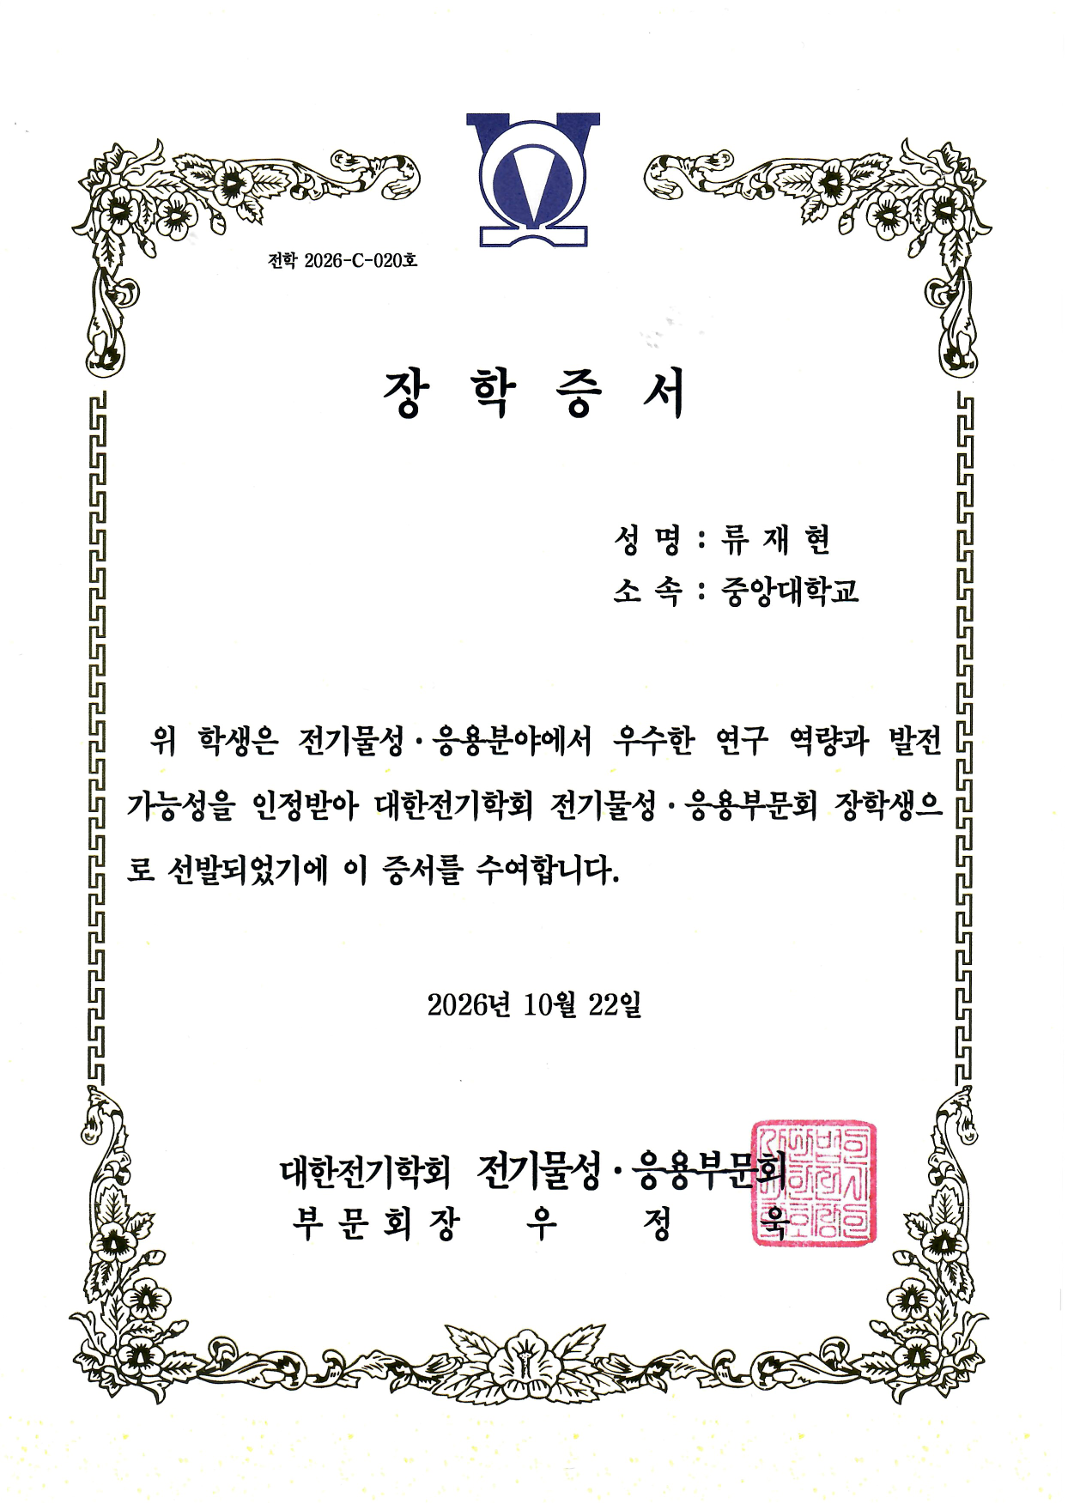 전학 2026-C-020호
장 학 증 서
성 명 : 류 재 현
소 속 : 중앙대학교
위 학생은 전기물성·응용분야에서 우수한 연구 역량과 발전
가능성을 인정받아 대한전기학회 전기물성·응용부문회 장학생으
로 선발되었기에 이 증서를 수여합니다.
2026년 10월 22일
대한전기학회 전기물성·응용부문회
부 문 회 장 우 정 욱